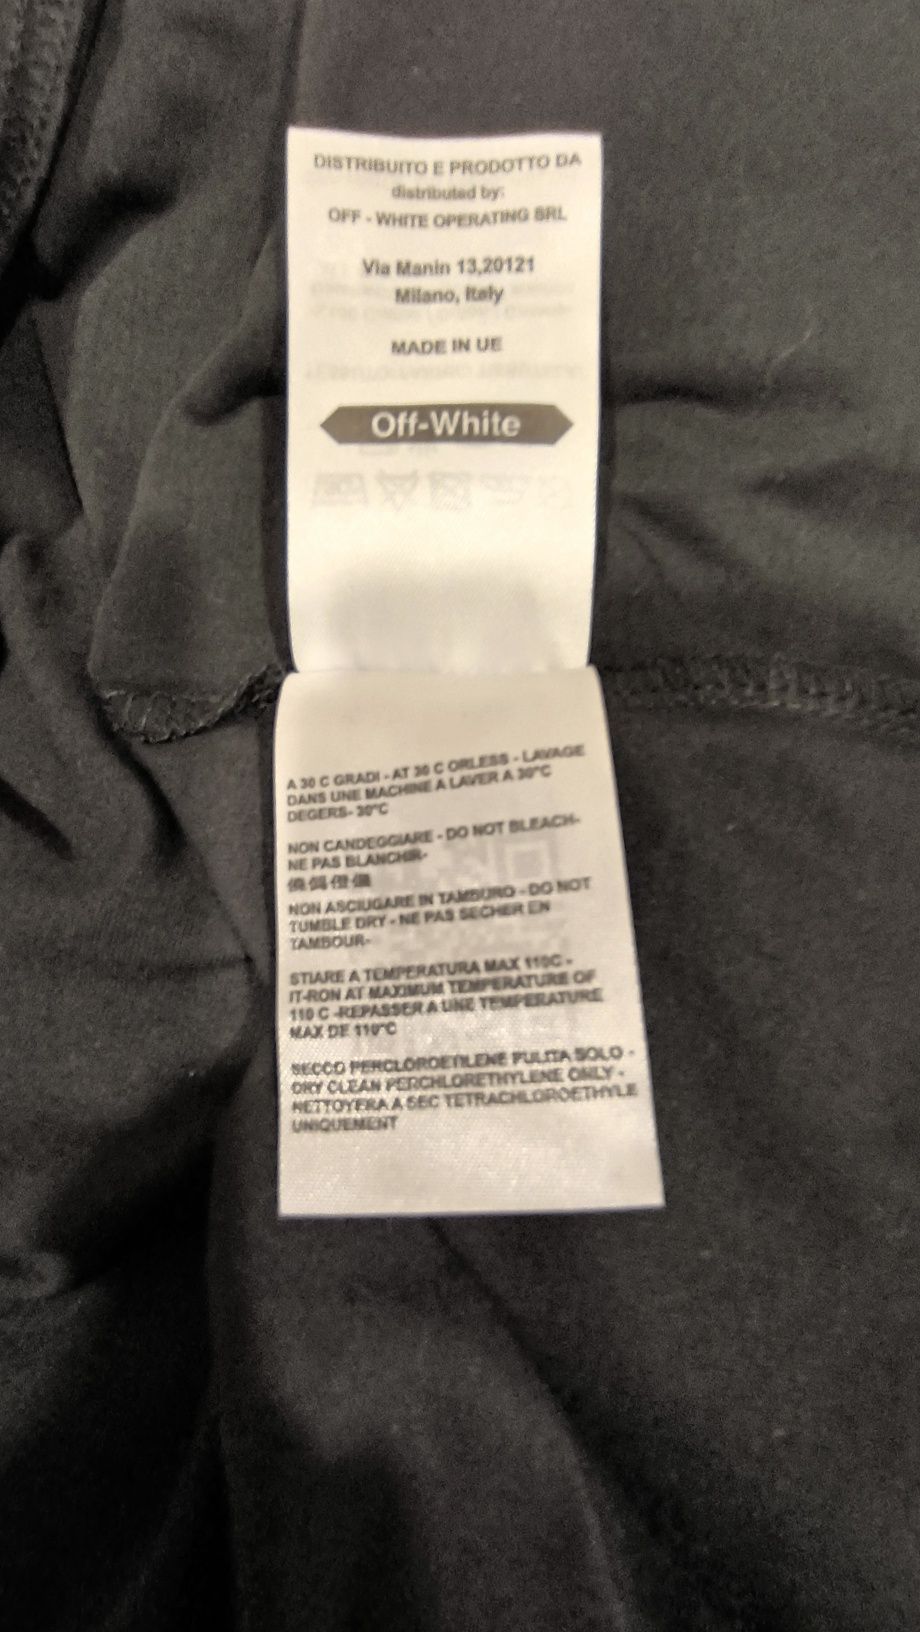 DISTRIBUITO E PRODOTTO DA
distributed by:
OFF - WHITE OPERATING SRL
Via Manin 13,20121
Milano, Italy
MADE IN UE
Off-White
A 30 C GRADI - AT 30 C ORLESS - LAVAGE
DANS UNE MACHINE A LAVER A 30°C
DEGERS- 30°C
NON CANDEGGIARE - DO NOT BLEACH-
NE PAS BLANCHIR-
NON ASCIUGARE IN TAMBURO - DO NOT
TUMBLE DRY - NE PAS SECHER EN
TAMBOUR-
STIARE A TEMPERATURA MAX 110C -
IT-RON AT MAXIMUM TEMPERATURE OF
110 C -REPASSER A UNE TEMPERATURE
MAX DE 110°C
SECCO PERCLOROETILENE PULITA SOLO -
DRY CLEAN PERCHLORETHYLENE ONLY -
NETTOYERA A SEC TETRACHLOROETHYLE
UNIQUEMENT